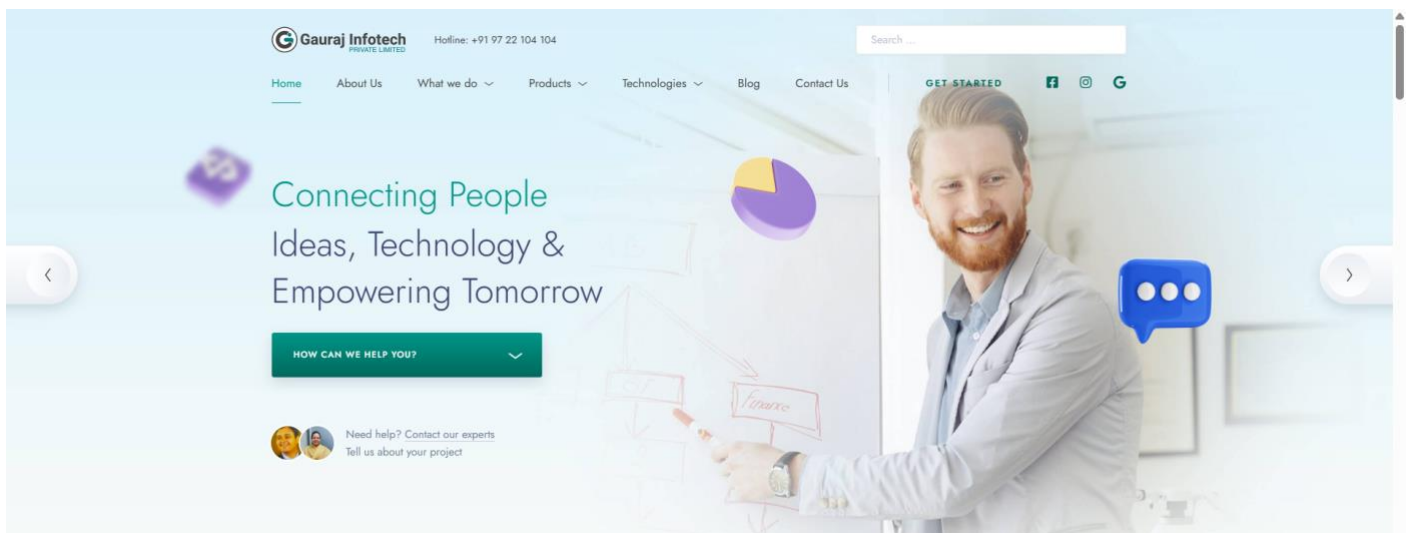 Gauraj Infotech
PRIVATE LIMITED
Hotline: +91 97 22 104 104
Search ...
Home
About Us
What we do
Products
Technologies
Blog
Contact Us
GET STARTED
Connecting People
Ideas, Technology &
Empowering Tomorrow
HOW CAN WE HELP YOU?
Finance
Need help? Contact our experts
Tell us about your project